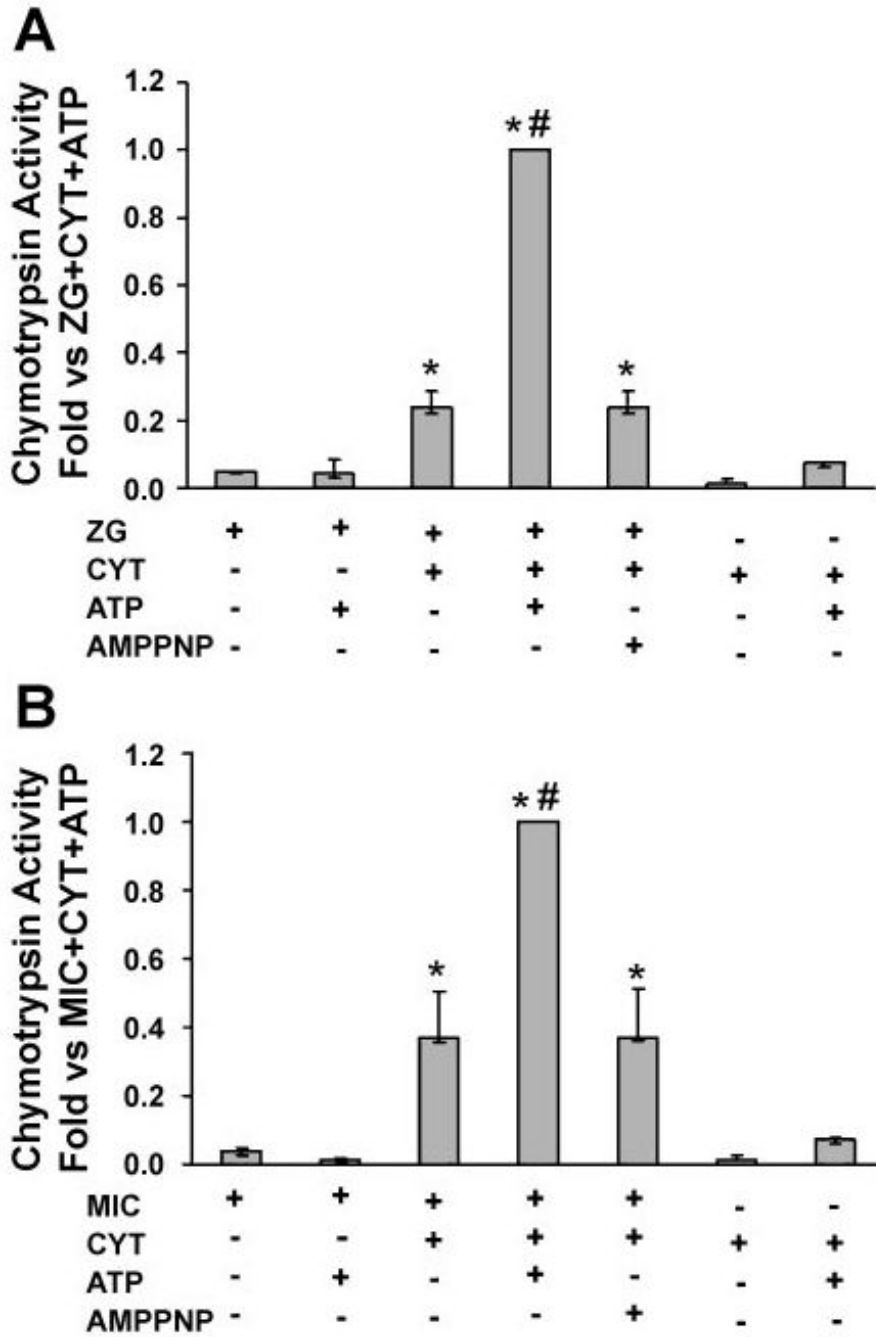 A
Chymotrypsin Activity
Fold vs ZG+CYT+ATP
1.2
1.0
0.8
0.6
0.4
0.2
0.0
*
*#
*
ZG + + + + + - -
CYT - - + + + + +
ATP - + - + - - +
AMPPNP - - - - + - -
B
Chymotrypsin Activity
Fold vs MIC+CYT+ATP
1.2
1.0
0.8
0.6
0.4
0.2
0.0
*
*#
*
MIC + + + + + - -
CYT - - + + + + +
ATP - + - + - - +
AMPPNP - - - - + - -